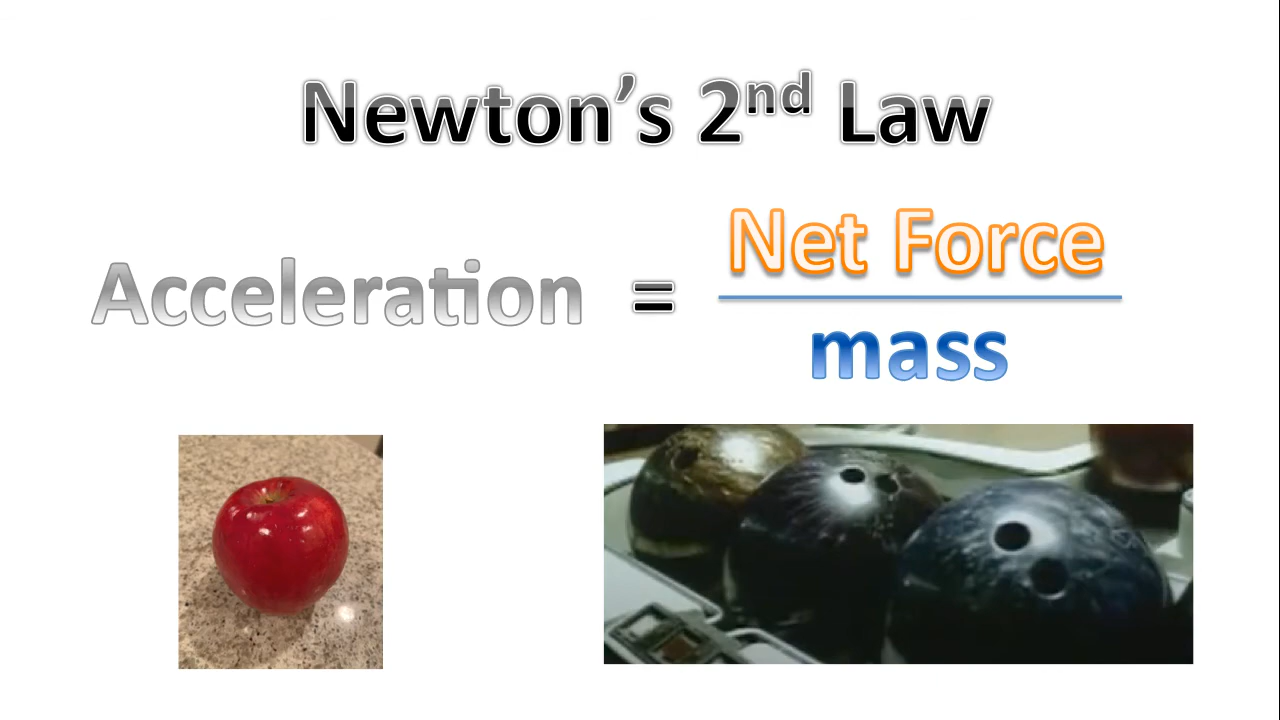 Newton’s 2nd Law
Acceleration = Net Force
mass